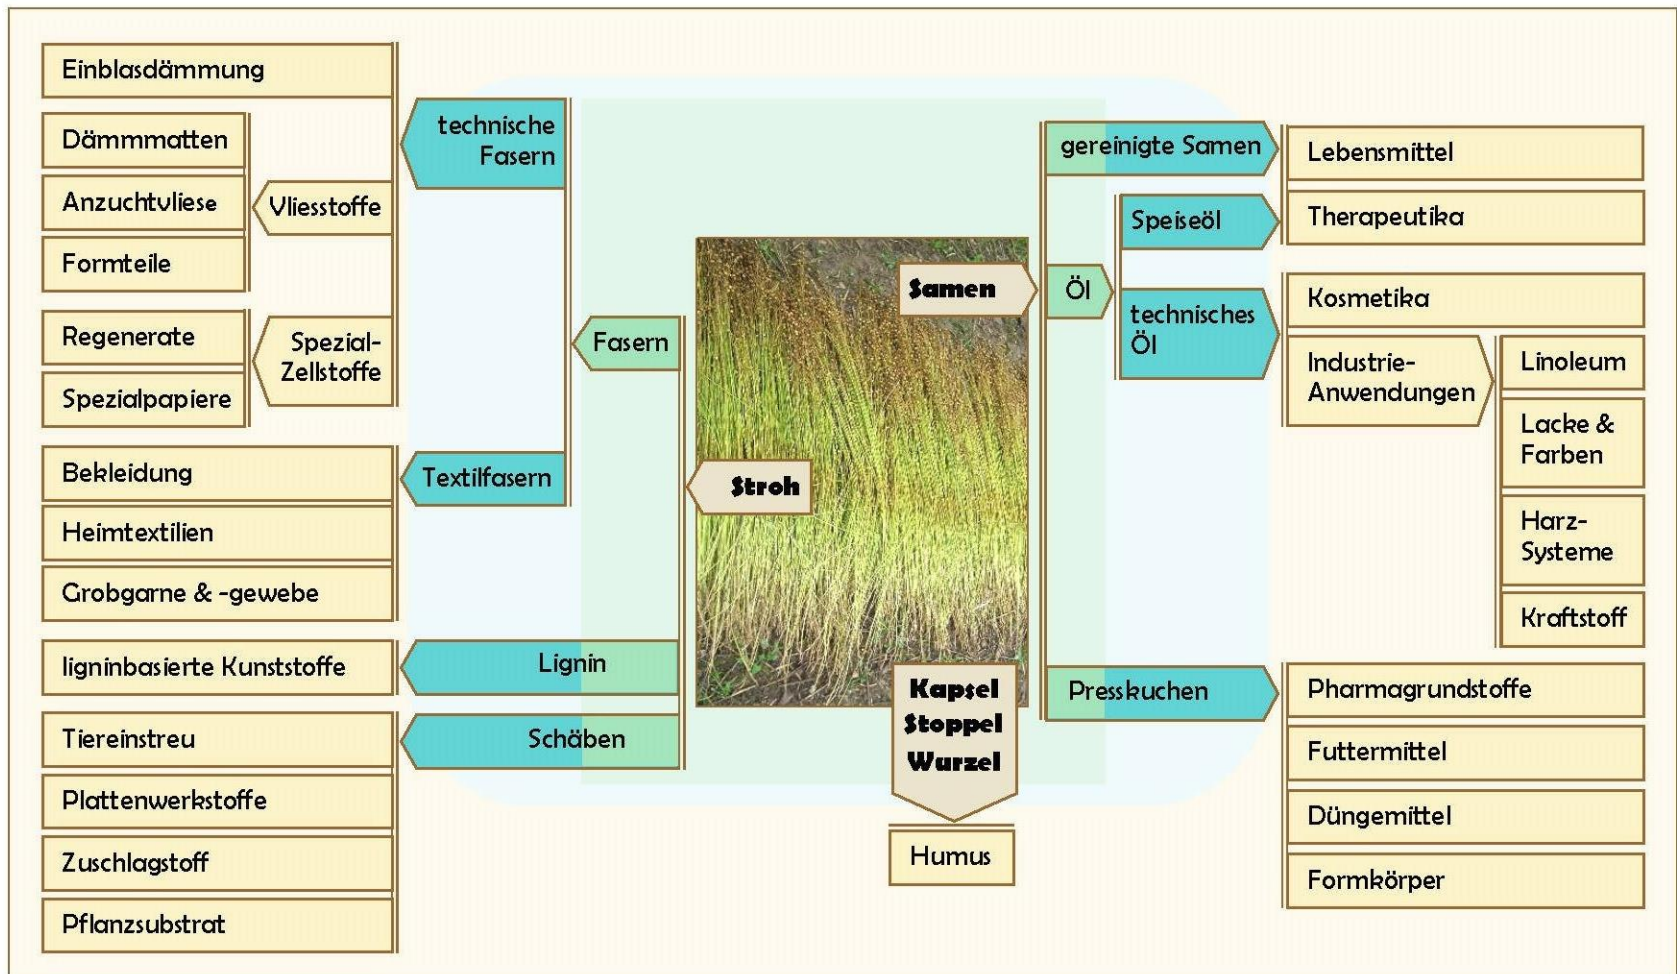 Einblasdämmung
Dämmmatten
Anzuchtvliese
Formteile
Vliesstoffe
Regenerate
Spezialpapiere
Spezial-
Zellstoffe
technische
Fasern
Bekleidung
Heimtextilien
Grobgarne & -gewebe
Textilfasern
Fasern
ligninbasierte Kunststoffe
Lignin
Tiereinstreu
Plattenwerkstoffe
Zuschlagstoff
Pflanzsubstrat
Schäben
Stroh
Samen
Kapsel
Stoppel
Wurzel
Humus
gereinigte Samen
Öl
Speiseöl
technisches
Öl
Presskuchen
Lebensmittel
Therapeutika
Kosmetika
Industrie-
Anwendungen
Linoleum
Lacke &
Farben
Harz-
Systeme
Kraftstoff
Pharmagrundstoffe
Futtermittel
Düngemittel
Formkörper